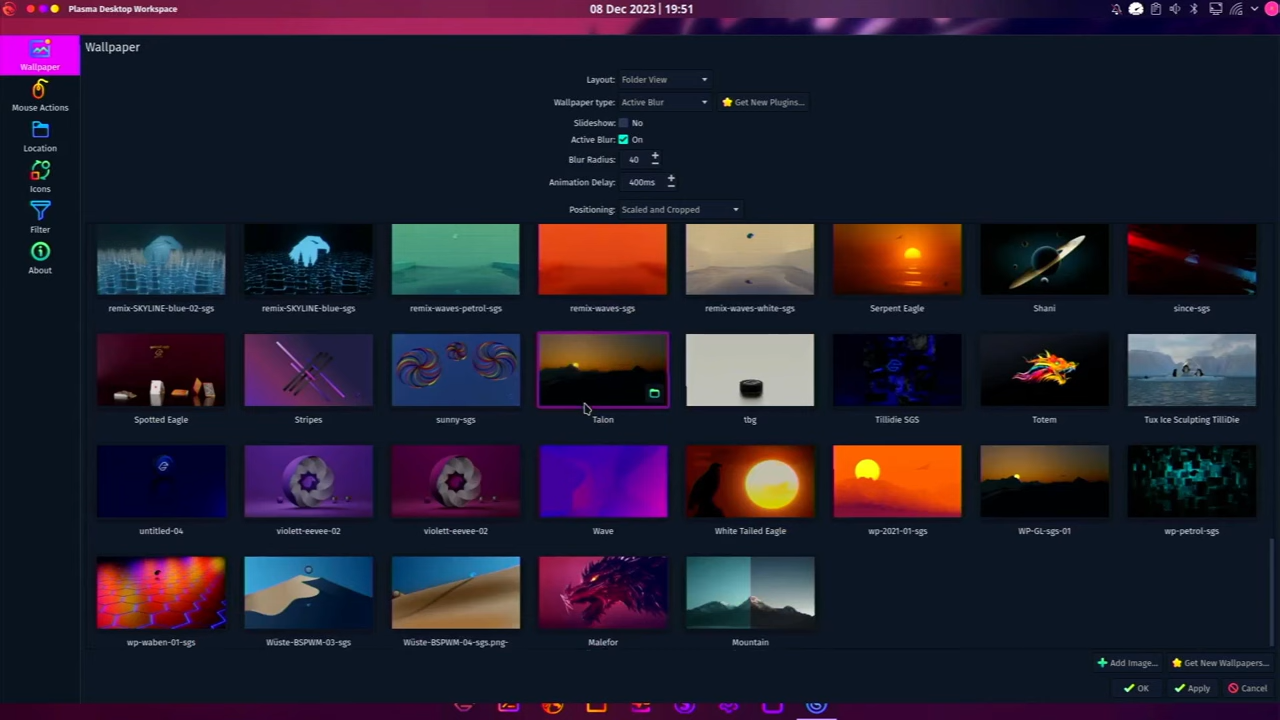 Plasma Desktop Workspace
08 Dec 2023 | 19:51
Wallpaper
Wallpaper
Mouse Actions
Location
Icons
Filter
About
Layout: Folder View
Wallpaper type: Active Blur Get New Plugins...
Slideshow: No
Active Blur: On
Blur Radius: 40
Animation Delay: 400ms
Positioning: Scaled and Cropped
remix-SKYLINE-blue-02-sgs remix-SKYLINE-blue-sgs remix-waves-petrol-sgs remix-waves-sgs remix-waves-white-sgs Serpent Eagle Shani since-sgs
Spotted Eagle Stripes sunny-sgs Talon tbg Tillidie SGS Totem Tux Ice Sculpting TilliDie
untitled-04 violett-eevee-02 violett-eevee-02 Wave White Tailed Eagle wp-2021-01-sgs WP-GL-sgs-01 wp-petrol-sgs
wp-waben-01-sgs Wüste-BSPWM-03-sgs Wüste-BSPWM-04-sgs.png- Malefor Mountain
Add Image... Get New Wallpapers...
OK Apply Cancel